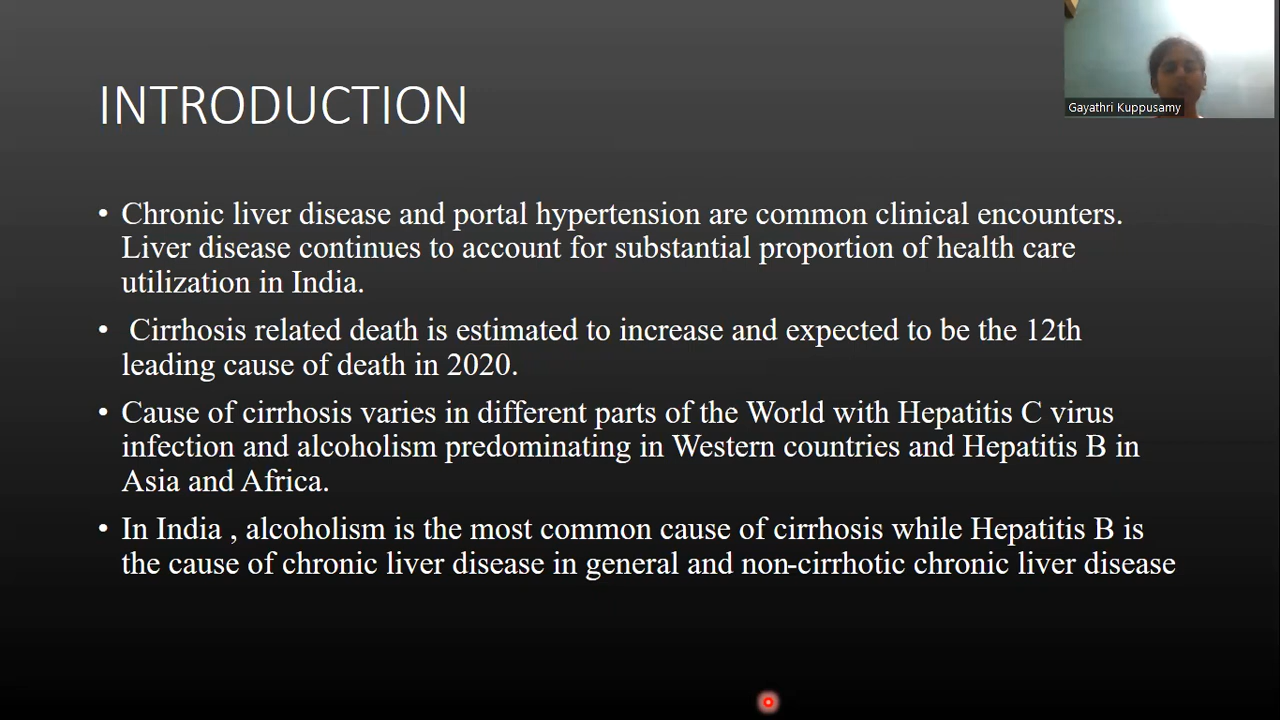 INTRODUCTION
Gayathri Kuppusamy
• Chronic liver disease and portal hypertension are common clinical encounters.
Liver disease continues to account for substantial proportion of health care
utilization in India.
• Cirrhosis related death is estimated to increase and expected to be the 12th
leading cause of death in 2020.
• Cause of cirrhosis varies in different parts of the World with Hepatitis C virus
infection and alcoholism predominating in Western countries and Hepatitis B in
Asia and Africa.
• In India , alcoholism is the most common cause of cirrhosis while Hepatitis B is
the cause of chronic liver disease in general and non-cirrhotic chronic liver disease